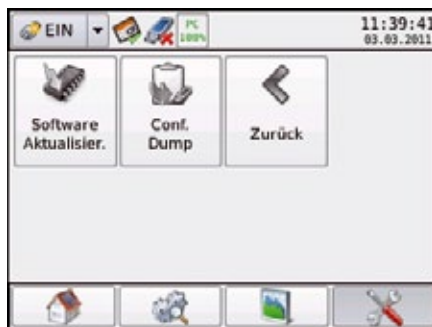 EIN
PC
100%
11:39:41
03.03.2011
Software
Aktualisier.
Conf.
Dump
Zurück